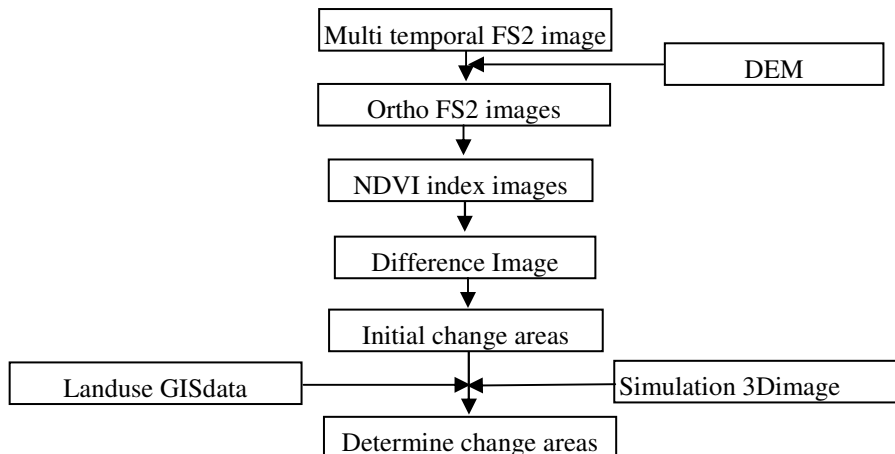 Multi temporal FS2 image
DEM
Ortho FS2 images
NDVI index images
Difference Image
Initial change areas
Landuse GISdata
Simulation 3Dimage
Determine change areas